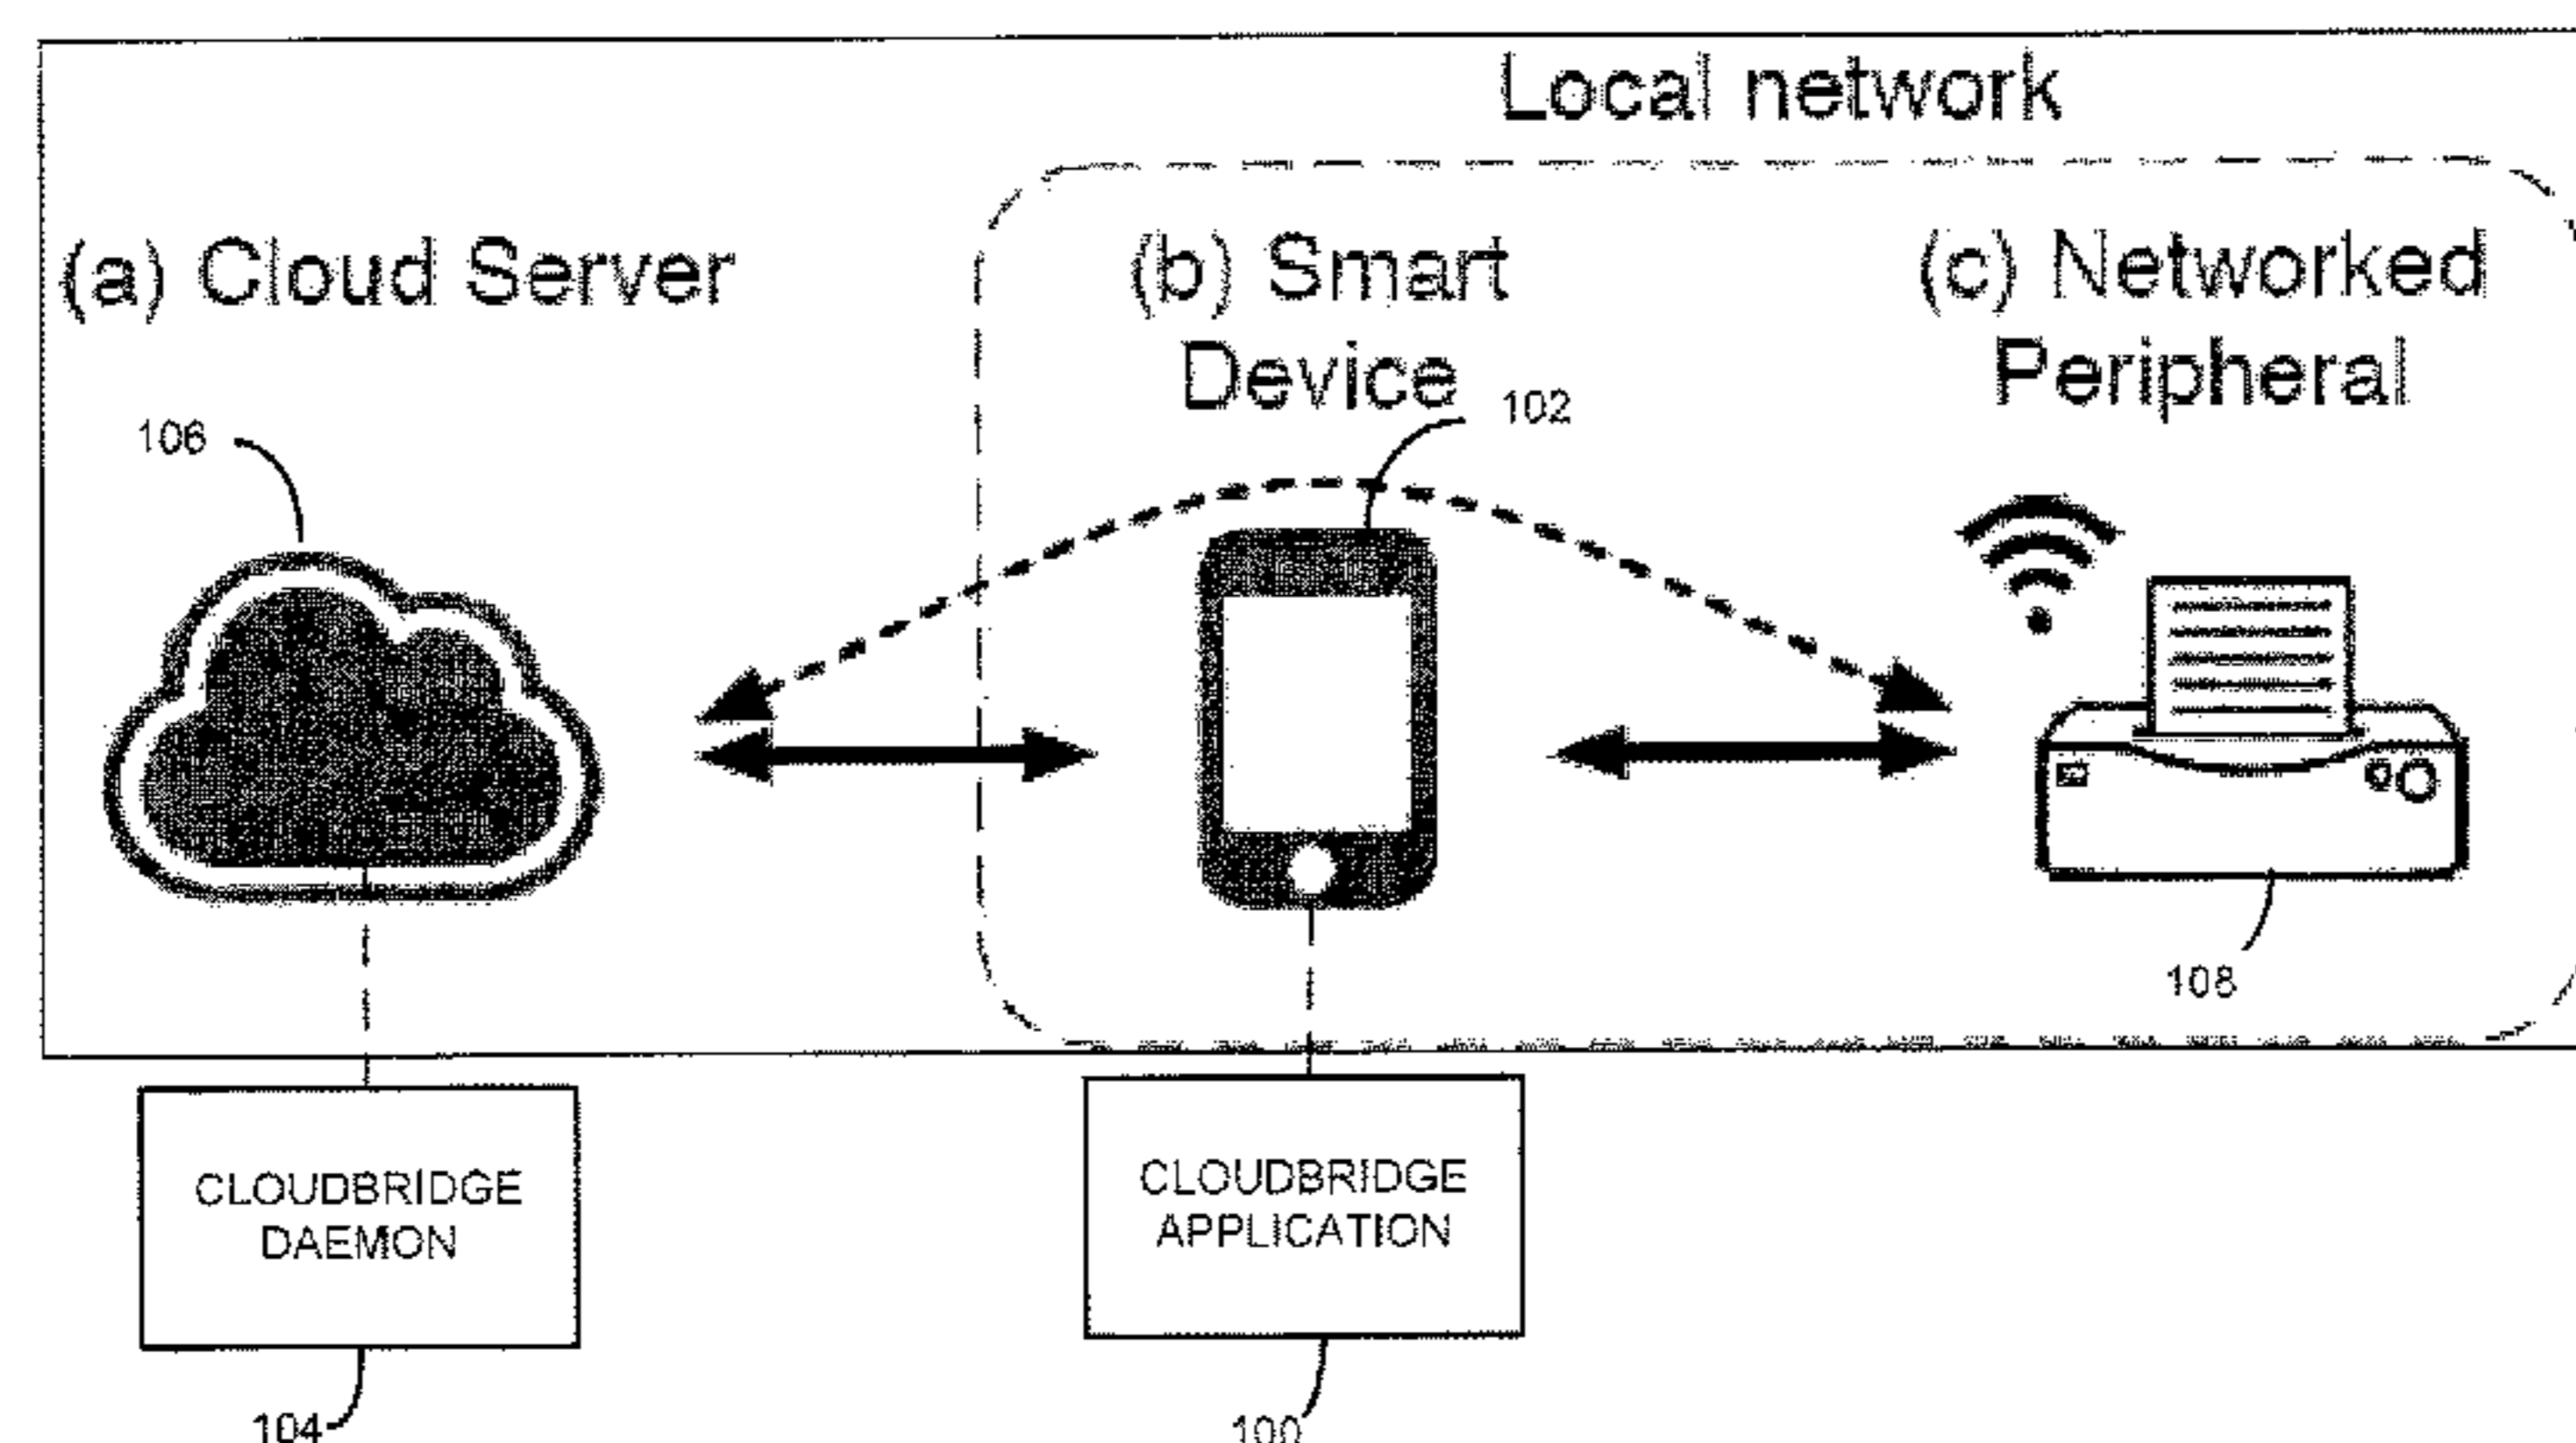 Local network
(a) Cloud Server
(b) Smart
Device
(c) Networked
Peripheral
102
106
108
CLOUDBRIDGE
DAEMON
CLOUDBRIDGE
APPLICATION
104
100